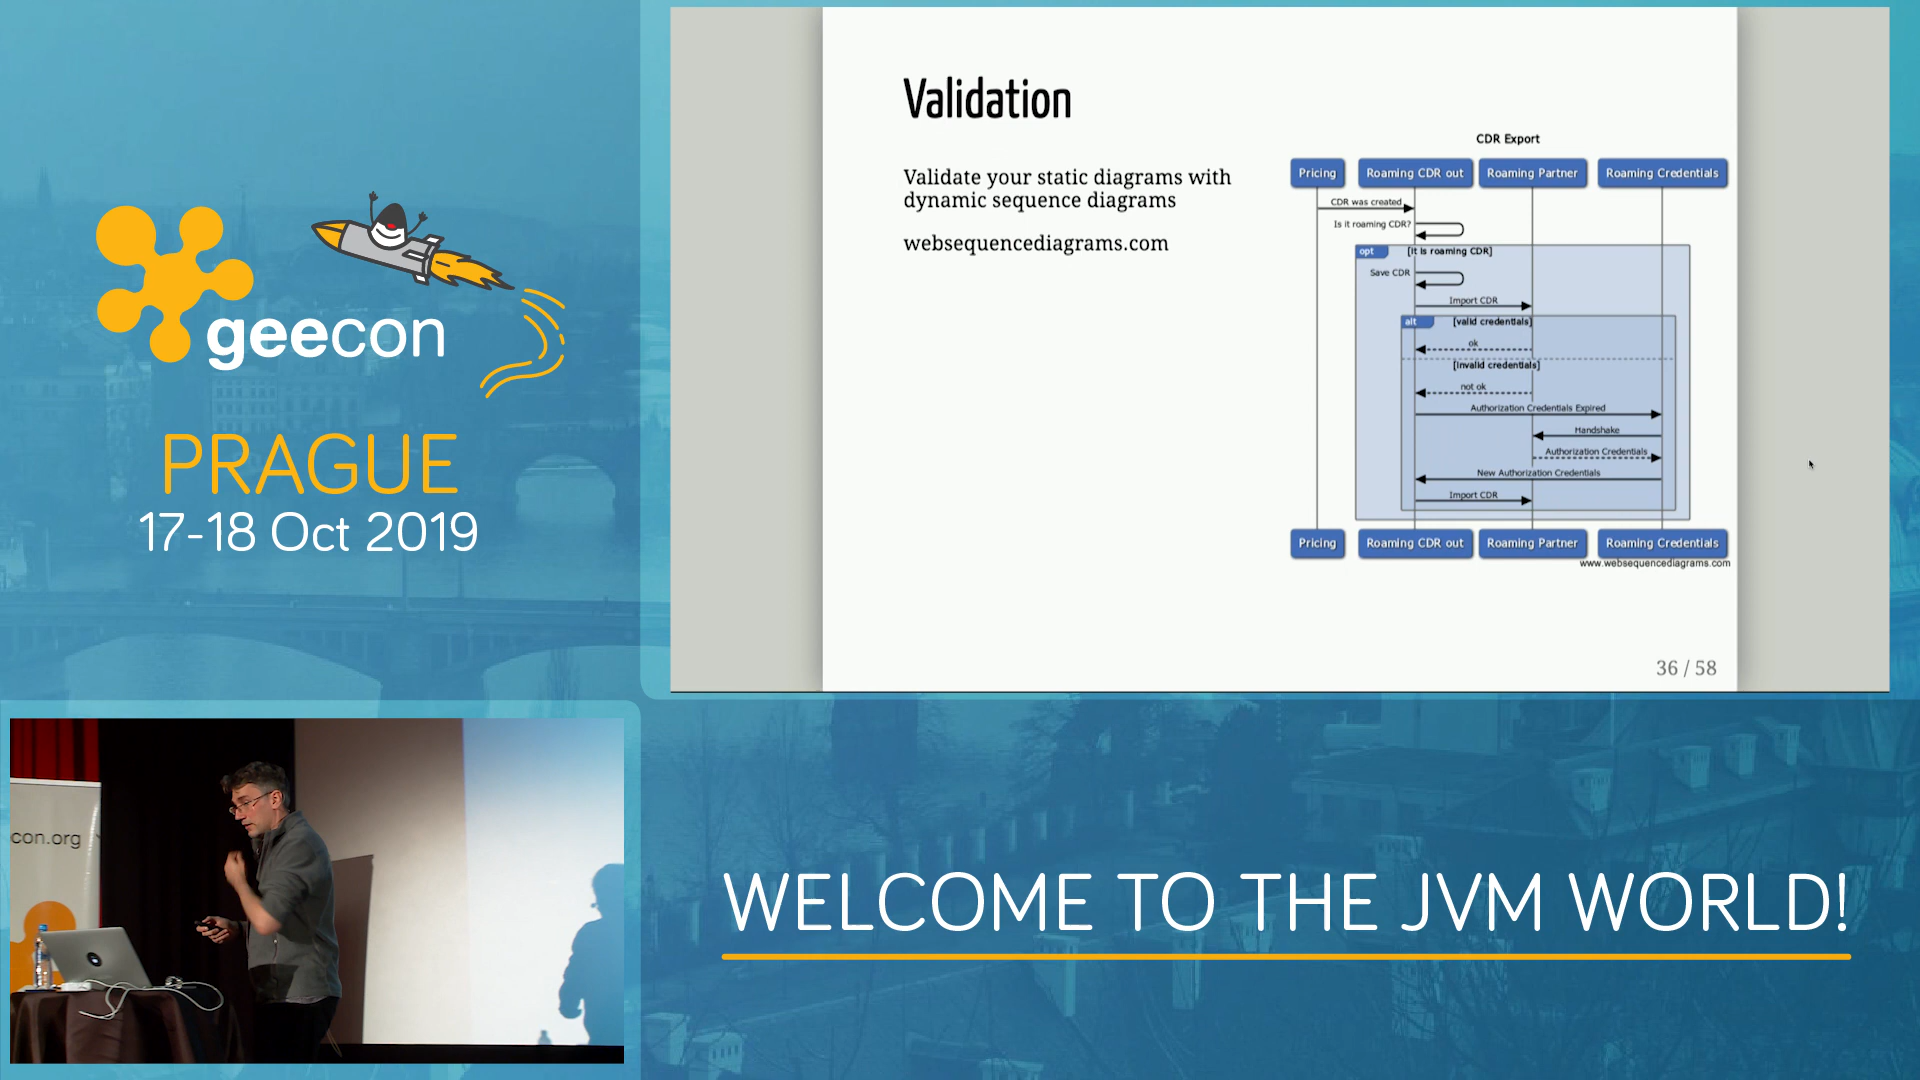 geecon
PRAGUE
17-18 Oct 2019
Validation
Validate your static diagrams with
dynamic sequence diagrams
websequencediagrams.com
CDR Export
Pricing
Roaming CDR out
Roaming Partner
Roaming Credentials
CDR was created
Is it roaming CDR?
opt
[it is roaming CDR]
Save CDR
Import CDR
alt
[valid credentials]
ok
[invalid credentials]
not ok
Authorization Credentials Expired
Handshake
Authorization Credentials
New Authorization Credentials
Import CDR
Pricing
Roaming CDR out
Roaming Partner
Roaming Credentials
www.websequencediagrams.com
36 / 58
con.org
WELCOME TO THE JVM WORLD!